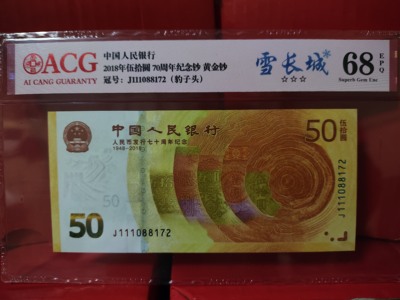 ACG
AI CANG GUARANTY
中国人民银行
2018年伍拾圆 70周年纪念钞 黄金钞
冠号：J111088172（豹子头）
雪长城
☆☆☆
68 EPQ
Superb Gem Unc
中国人民银行
人民币发行七十周年纪念
1948-2018
50 伍拾圆
50
50
J111088172
J111088172